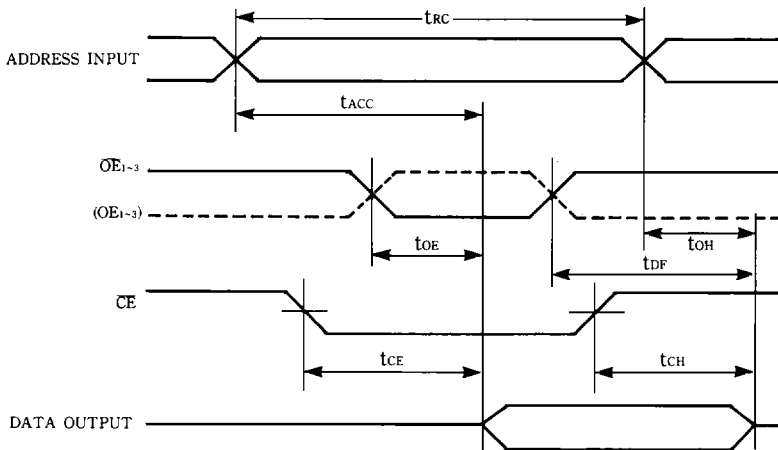 tRC
ADDRESS INPUT
tACC
OE1~3
(OE1~3)
tOE
tOH
tDF
CE
tCE
tCH
DATA OUTPUT